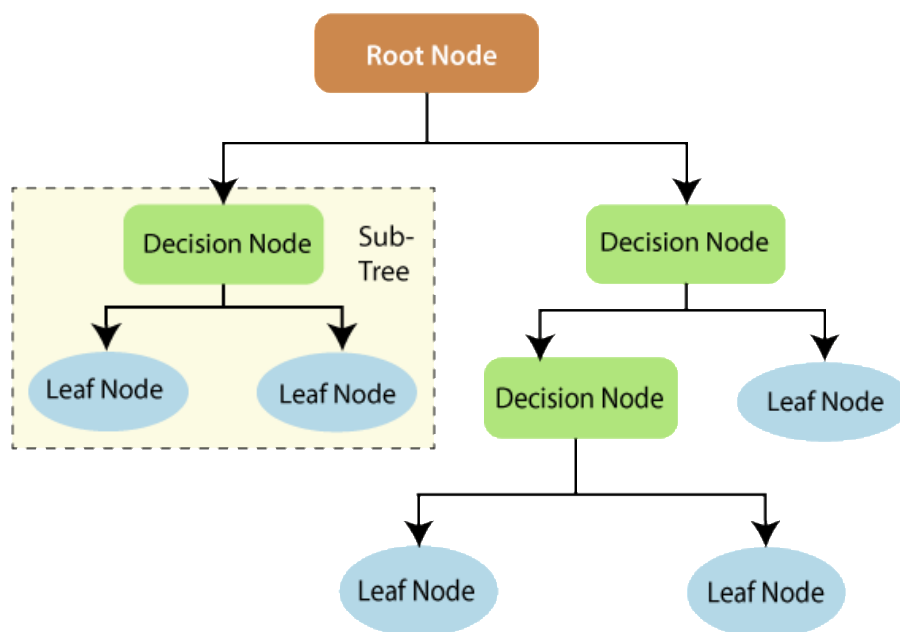 Root Node
Decision Node
Sub-
Tree
Decision Node
Leaf Node
Leaf Node
Decision Node
Leaf Node
Leaf Node
Leaf Node